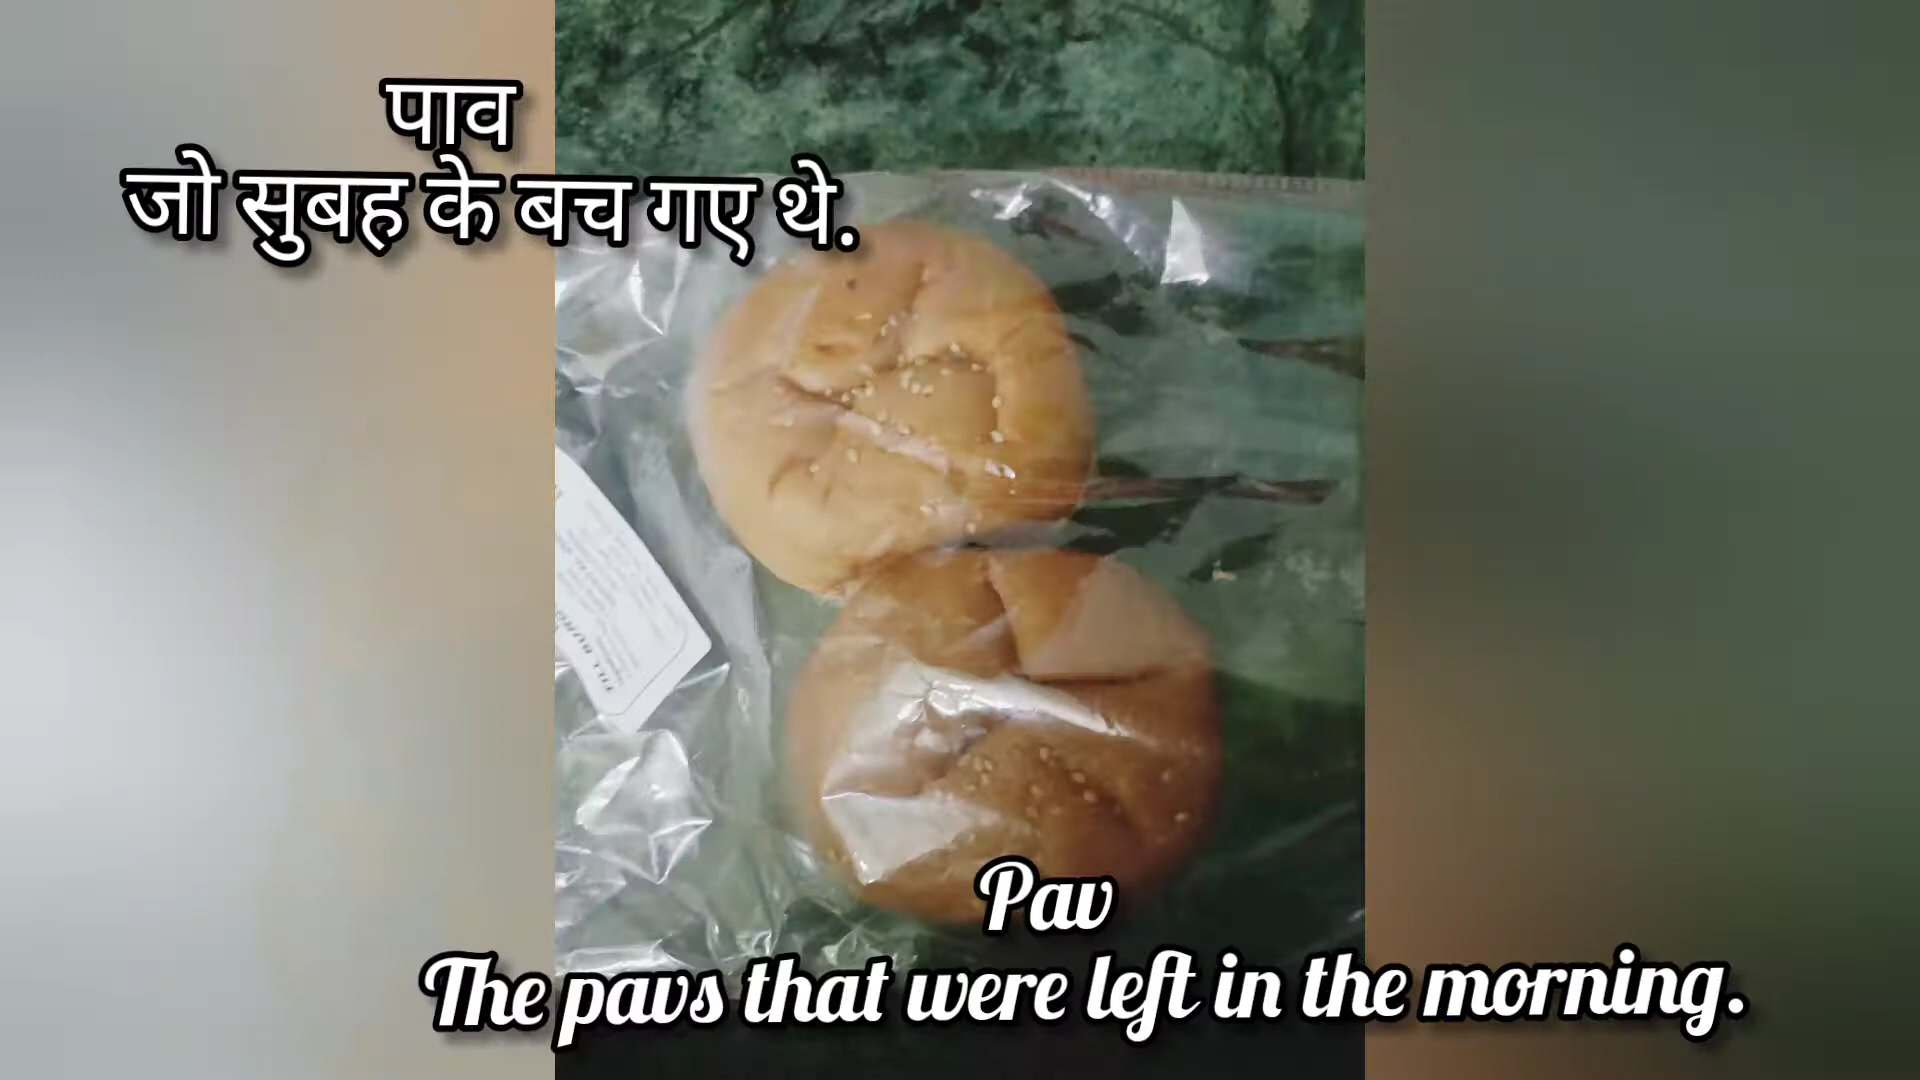 पाव
जो सुबह के बच गए थे.
Pav
The pavs that were left in the morning.